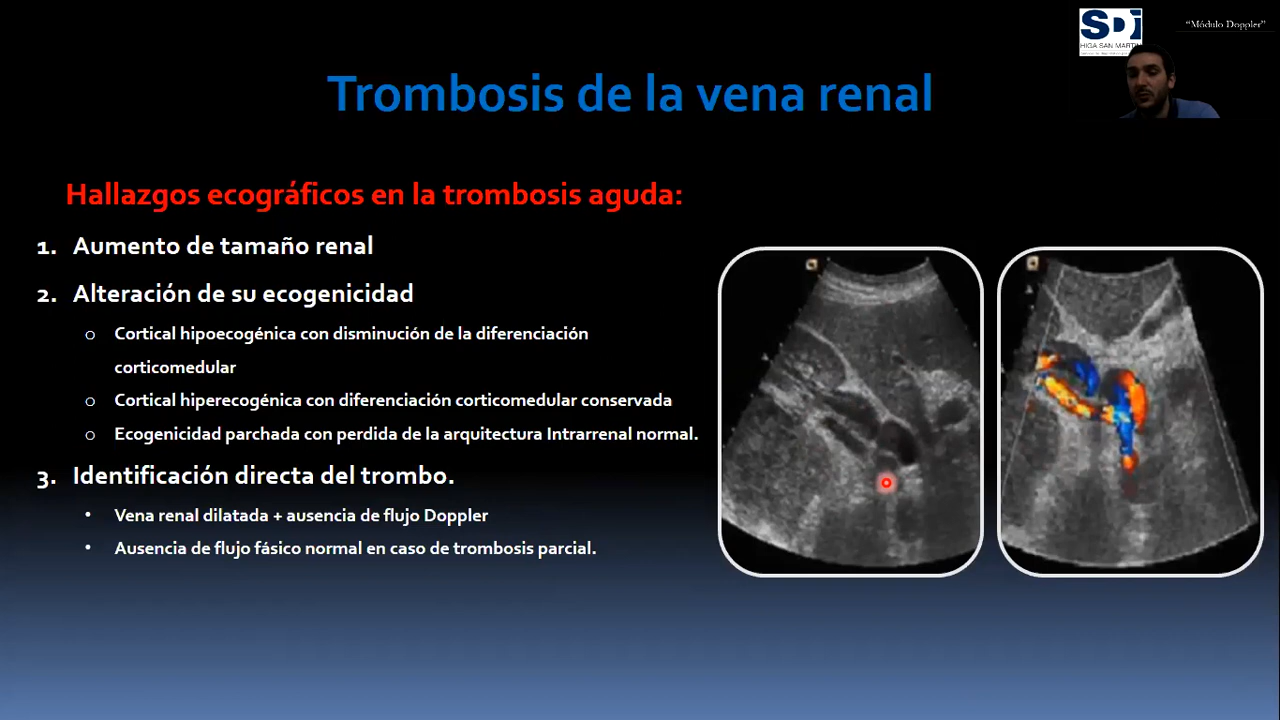 SDi
HIGA SAN MARTIN
“Módulo Doppler”
Trombosis de la vena renal
Hallazgos ecográficos en la trombosis aguda:
1. Aumento de tamaño renal
2. Alteración de su ecogenicidad
o Cortical hipoecogénica con disminución de la diferenciación
corticomedular
o Cortical hiperecogénica con diferenciación corticomedular conservada
o Ecogenicidad parchada con perdida de la arquitectura Intrarrenal normal.
3. Identificación directa del trombo.
• Vena renal dilatada + ausencia de flujo Doppler
• Ausencia de flujo fásico normal en caso de trombosis parcial.